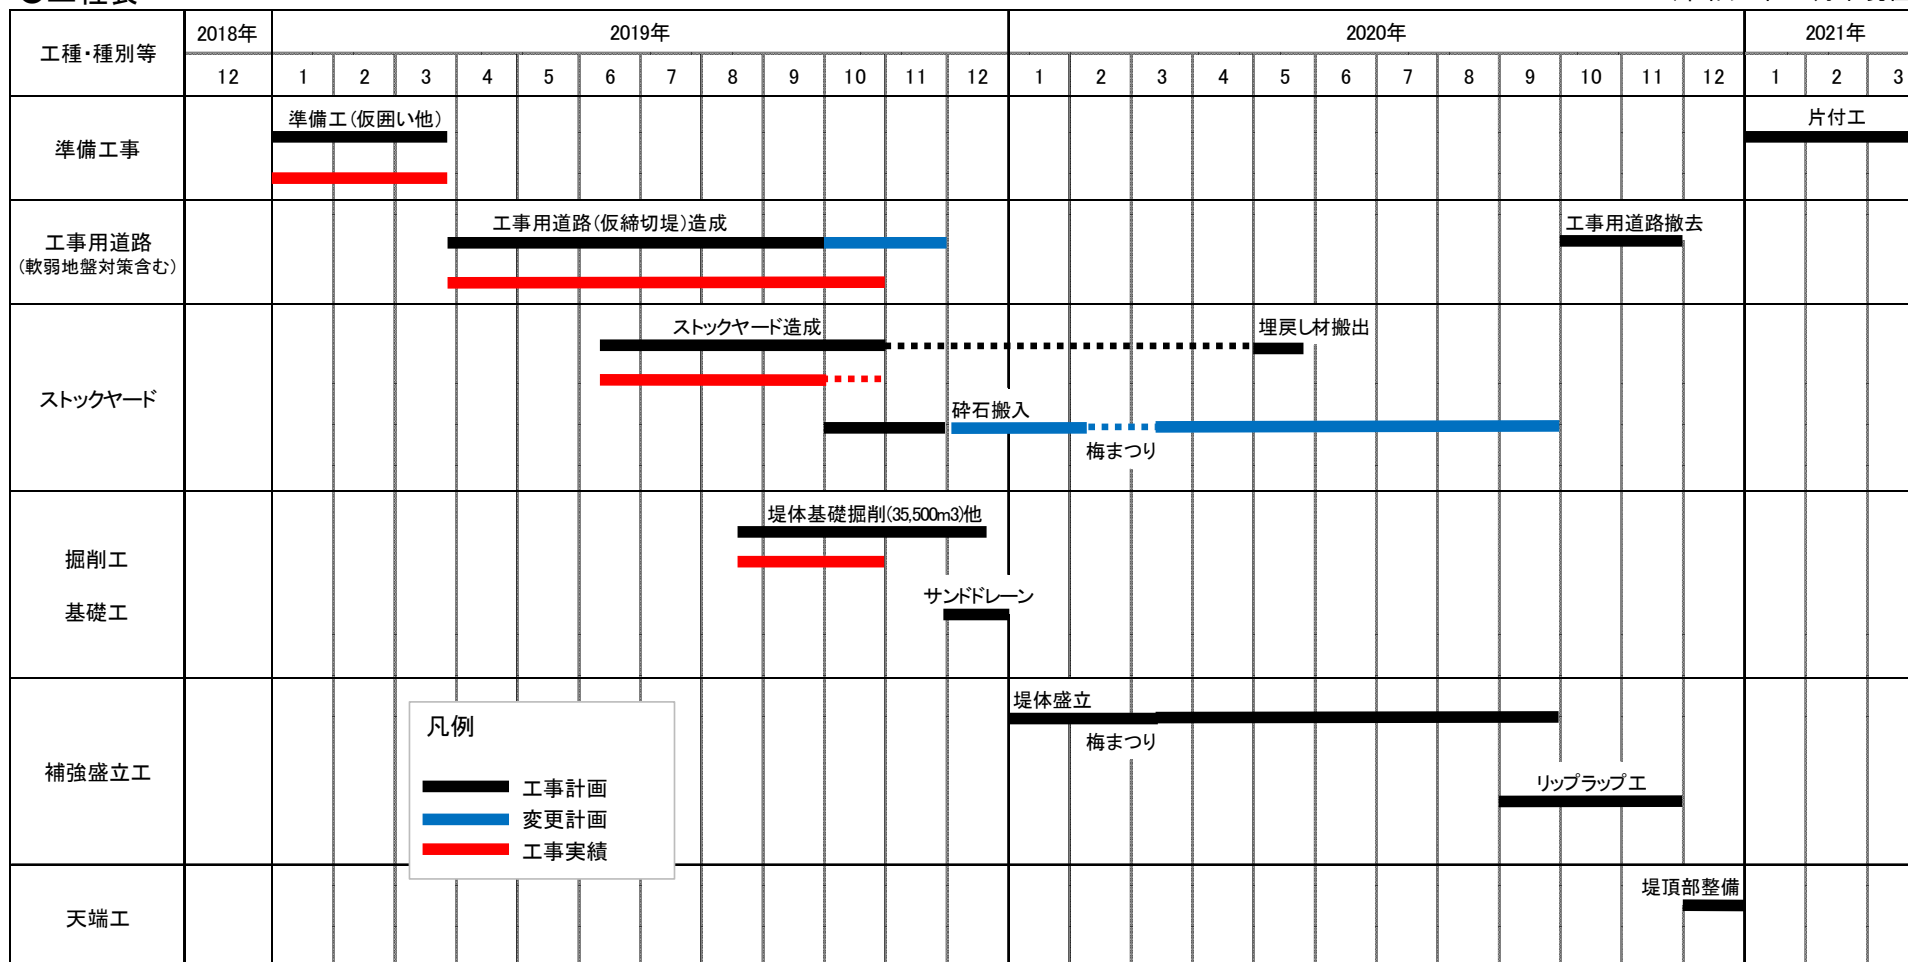 ●工程表
工種・種別等
2018年
2019年
2020年
2021年
12
1 2 3 4 5 6 7 8 9 10 11 12
1 2 3 4 5 6 7 8 9 10 11 12
1 2 3
準備工事
準備工(仮囲い他)
片付工
工事用道路
(軟弱地盤対策含む)
工事用道路(仮締切堤)造成
工事用道路撤去
ストックヤード
ストックヤード造成
埋戻し材搬出
砕石搬入
梅まつり
掘削工
基礎工
堤体基礎掘削(35,500m3)他
サンドドレーン
補強盛立工
堤体盛立
梅まつり
リップラップ工
凡例
工事計画
変更計画
工事実績
天端工
堤頂部整備